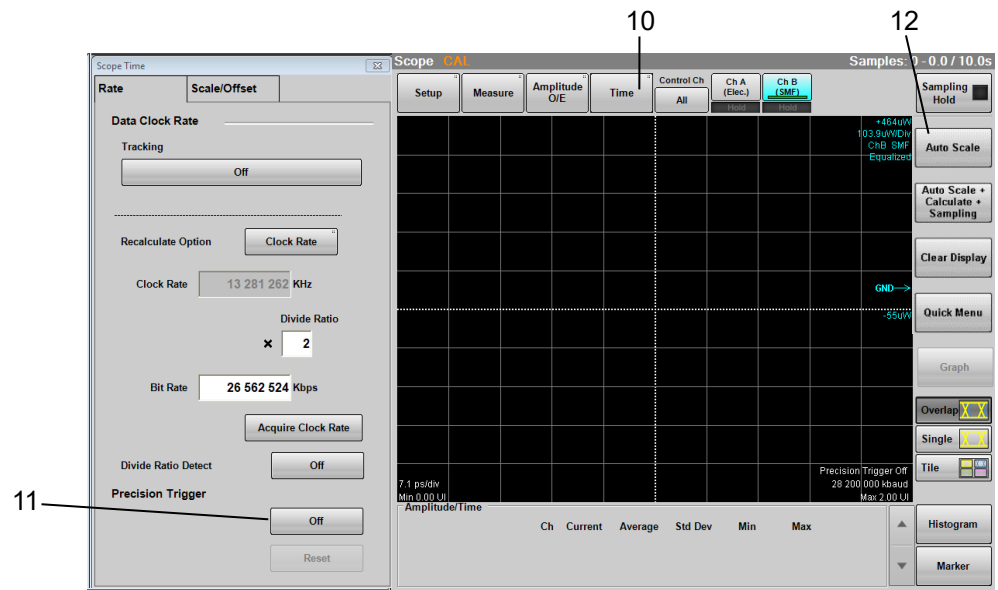 10
12
11
Scope Time
Rate
Scale/Offset
Data Clock Rate
Tracking
Off
Recalculate Option
Clock Rate
Clock Rate
13 281 262
KHz
Divide Ratio
×
2
Bit Rate
26 562 524
Kbps
Acquire Clock Rate
Divide Ratio Detect
Off
Precision Trigger
Off
Reset
Scope CAL
Samples: 0 - 0.0 / 10.0s
Setup
Measure
Amplitude
O/E
Time
Control Ch
All
Ch A
(Elec.)
Hold
Ch B
(SMF)
Hold
Sampling
Hold
+464uW
103.9uW/Div
ChB SMF
Equalized
GND
-55uW
7.1 ps/div
Min 0.00 UI
Precision Trigger Off
28 200 000 kbaud
Max 2.00 UI
Auto Scale
Auto Scale +
Calculate +
Sampling
Clear Display
Quick Menu
Graph
Overlap
Single
Tile
Histogram
Marker
Amplitude/Time
Ch Current Average Std Dev Min Max